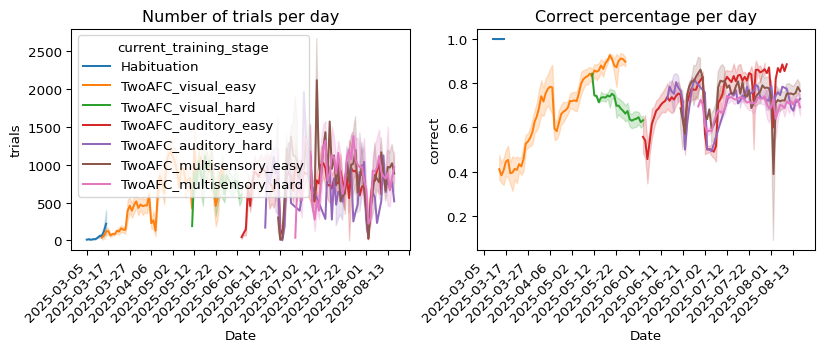 Number of trials per day
current_training_stage
Habituation
TwoAFC_visual_easy
TwoAFC_visual_hard
TwoAFC_auditory_easy
TwoAFC_auditory_hard
TwoAFC_multisensory_easy
TwoAFC_multisensory_hard
trials
2500
2000
1500
1000
500
0
2025-03-05
2025-03-17
2025-03-27
2025-04-06
2025-05-02
2025-05-12
2025-05-22
2025-06-01
2025-06-11
2025-06-21
2025-07-02
2025-07-12
2025-07-22
2025-08-01
2025-08-13
Date
Correct percentage per day
correct
1.0
0.8
0.6
0.4
0.2
2025-03-05
2025-03-17
2025-03-27
2025-04-06
2025-05-02
2025-05-12
2025-05-22
2025-06-01
2025-06-11
2025-06-21
2025-07-02
2025-07-12
2025-07-22
2025-08-01
2025-08-13
Date